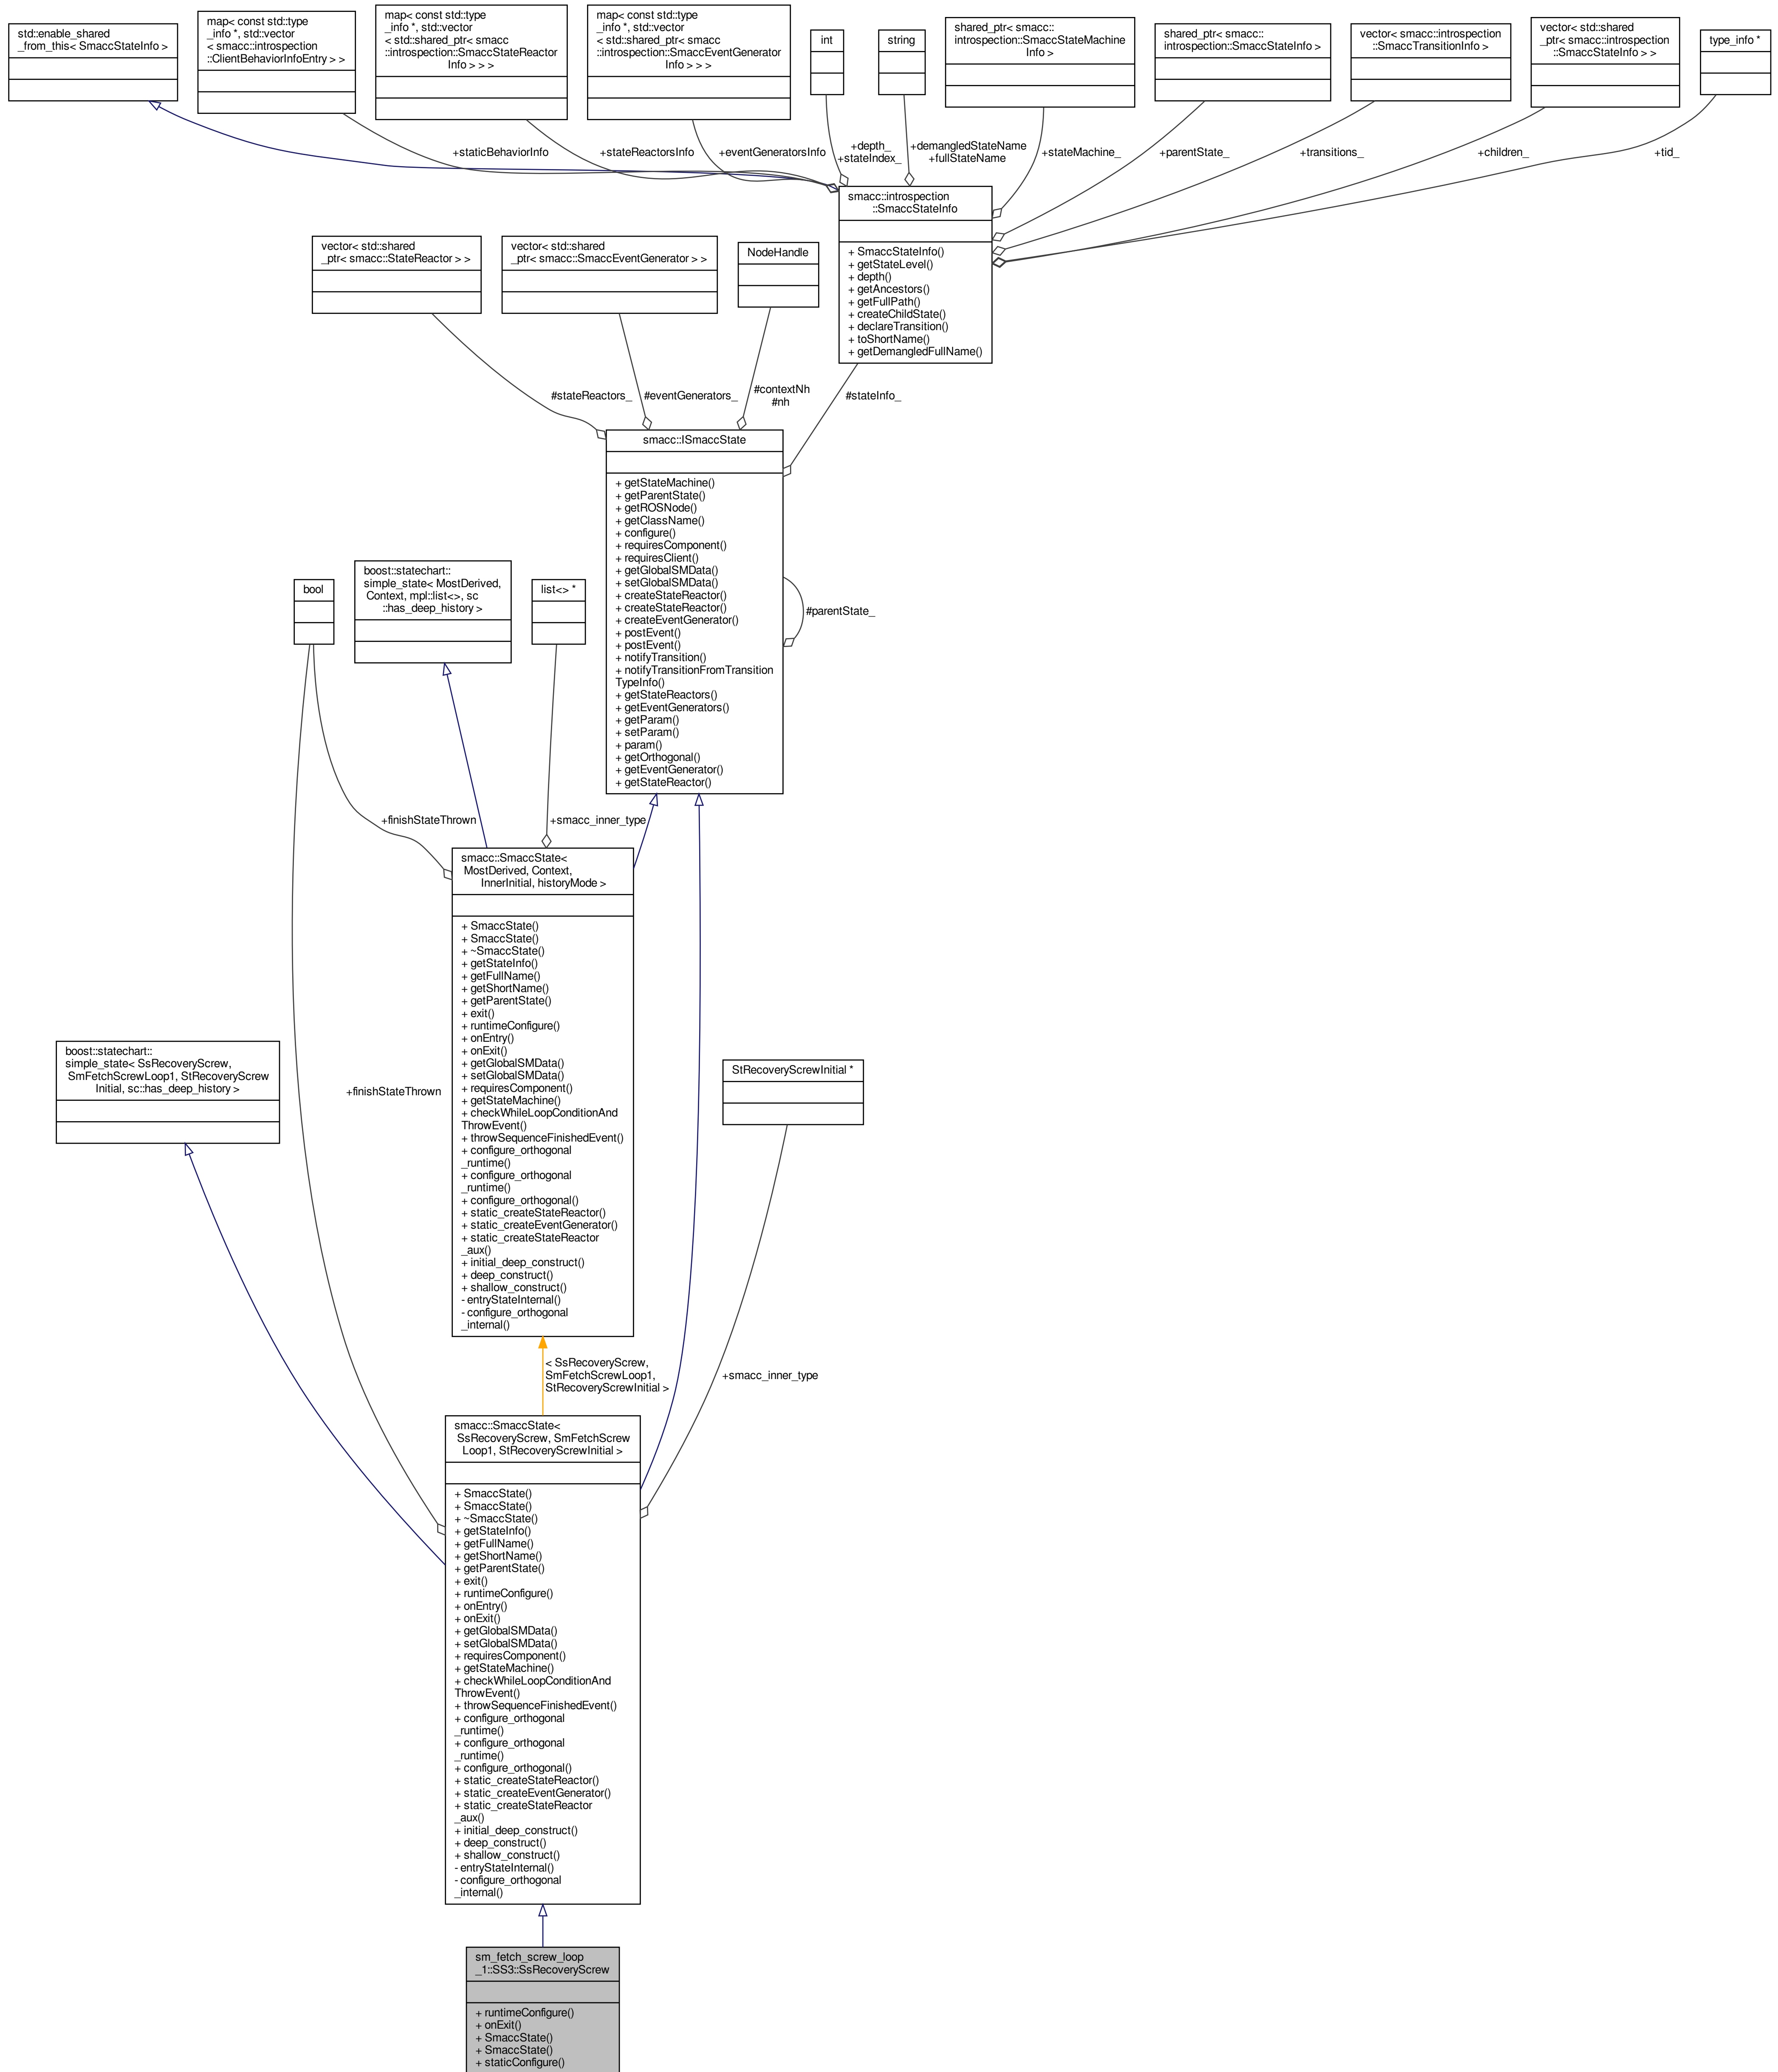 std::enable_shared
_from_this< SmaccStateInfo >
map< const std::type
_info *, std::vector
< smacc::introspection
::ClientBehaviorInfoEntry > >
map< const std::type
_info *, std::vector
< std::shared_ptr< smacc
::introspection::SmaccStateReactor
Info > > >
map< const std::type
_info *, std::vector
< std::shared_ptr< smacc
::introspection::SmaccEventGenerator
Info > > >
int
string
shared_ptr< smacc::
introspection::SmaccStateMachine
Info >
shared_ptr< smacc::
introspection::SmaccStateInfo >
vector< smacc::introspection
::SmaccTransitionInfo >
vector< std::shared
_ptr< smacc::introspection
::SmaccStateInfo > >
type_info *
+staticBehaviorInfo
+stateReactorsInfo
+eventGeneratorsInfo
+depth_
+stateIndex_
+demangledStateName
+fullStateName
+stateMachine_
+parentState_
+transitions_
+children_
+tid_
smacc::introspection
::SmaccStateInfo
+ SmaccStateInfo()
+ getStateLevel()
+ depth()
+ getAncestors()
+ getFullPath()
+ createChildState()
+ declareTransition()
+ toShortName()
+ getDemangledFullName()
vector< std::shared
_ptr< smacc::StateReactor > >
vector< std::shared
_ptr< smacc::SmaccEventGenerator > >
NodeHandle
#stateReactors_
#eventGenerators_
#contextNh
#nh
#stateInfo_
smacc::ISmaccState
+ getStateMachine()
+ getParentState()
+ getROSNode()
+ getClassName()
+ configure()
+ requiresComponent()
+ requiresClient()
+ getGlobalSMData()
+ setGlobalSMData()
+ createStateReactor()
+ createStateReactor()
+ createEventGenerator()
+ postEvent()
+ postEvent()
+ notifyTransition()
+ notifyTransitionFromTransition
TypeInfo()
+ getStateReactors()
+ getEventGenerators()
+ getParam()
+ setParam()
+ param()
+ getOrthogonal()
+ getEventGenerator()
+ getStateReactor()
#parentState_
bool
boost::statechart::
simple_state< MostDerived,
Context, mpl::list<>, sc
::has_deep_history >
list<> *
+finishStateThrown
+smacc_inner_type
smacc::SmaccState<
MostDerived, Context,
InnerInitial, historyMode >
+ SmaccState()
+ SmaccState()
+ ~SmaccState()
+ getStateInfo()
+ getFullName()
+ getShortName()
+ getParentState()
+ exit()
+ runtimeConfigure()
+ onEntry()
+ onExit()
+ getGlobalSMData()
+ setGlobalSMData()
+ requiresComponent()
+ getStateMachine()
+ checkWhileLoopConditionAnd
ThrowEvent()
+ throwSequenceFinishedEvent()
+ configure_orthogonal
_runtime()
+ configure_orthogonal
_runtime()
+ configure_orthogonal()
+ static_createStateReactor()
+ static_createEventGenerator()
+ static_createStateReactor
_aux()
+ initial_deep_construct()
+ deep_construct()
+ shallow_construct()
- entryStateInternal()
- configure_orthogonal
_internal()
boost::statechart::
simple_state< SsRecoveryScrew,
SmFetchScrewLoop1, StRecoveryScrew
Initial, sc::has_deep_history >
+finishStateThrown
StRecoveryScrewInitial *
< SsRecoveryScrew,
SmFetchScrewLoop1,
StRecoveryScrewInitial >
+smacc_inner_type
smacc::SmaccState<
SsRecoveryScrew, SmFetchScrew
Loop1, StRecoveryScrewInitial >
+ SmaccState()
+ SmaccState()
+ ~SmaccState()
+ getStateInfo()
+ getFullName()
+ getShortName()
+ getParentState()
+ exit()
+ runtimeConfigure()
+ onEntry()
+ onExit()
+ getGlobalSMData()
+ setGlobalSMData()
+ requiresComponent()
+ getStateMachine()
+ checkWhileLoopConditionAnd
ThrowEvent()
+ throwSequenceFinishedEvent()
+ configure_orthogonal
_runtime()
+ configure_orthogonal
_runtime()
+ configure_orthogonal()
+ static_createStateReactor()
+ static_createEventGenerator()
+ static_createStateReactor
_aux()
+ initial_deep_construct()
+ deep_construct()
+ shallow_construct()
- entryStateInternal()
- configure_orthogonal
_internal()
sm_fetch_screw_loop
_1::SS3::SsRecoveryScrew
+ runtimeConfigure()
+ onExit()
+ SmaccState()
+ SmaccState()
+ staticConfigure()